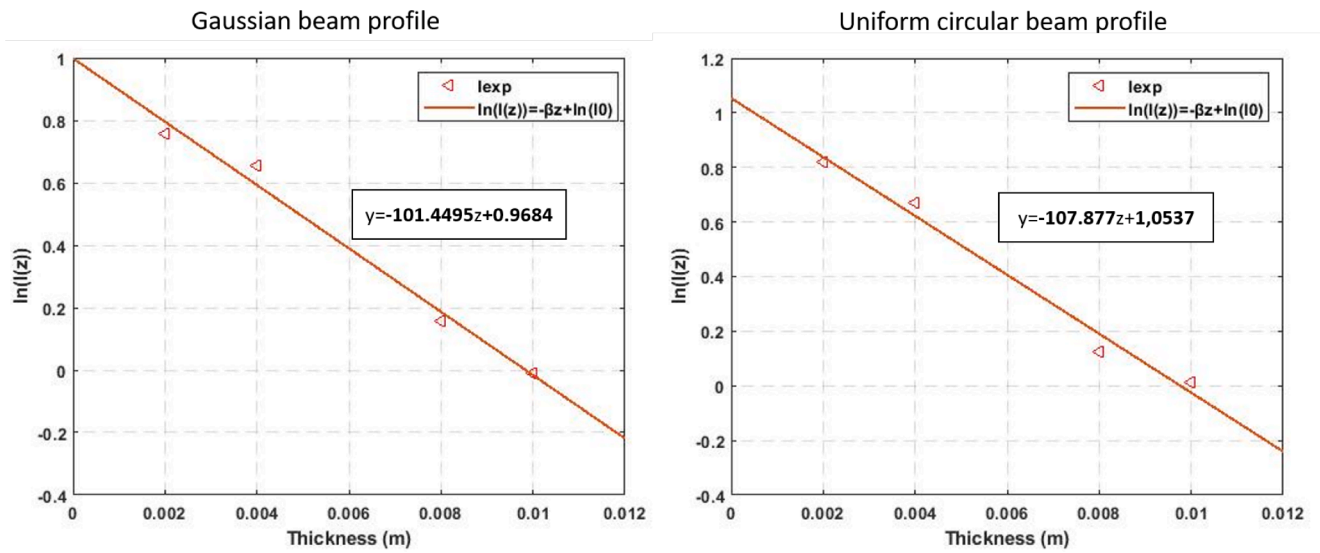 Gaussian beam profile
1
0.8
0.6
0.4
0.2
0
-0.2
-0.4
ln(I(z))
Iexp
ln(I(z))=-βz+ln(I0)
y=-101.4495z+0.9684
0
0.002
0.004
0.006
0.008
0.01
0.012
Thickness (m)
Uniform circular beam profile
1.2
1
0.8
0.6
0.4
0.2
0
-0.2
-0.4
ln(I(z))
Iexp
ln(I(z))=-βz+ln(I0)
y=-107.877z+1,0537
0
0.002
0.004
0.006
0.008
0.01
0.012
Thickness (m)